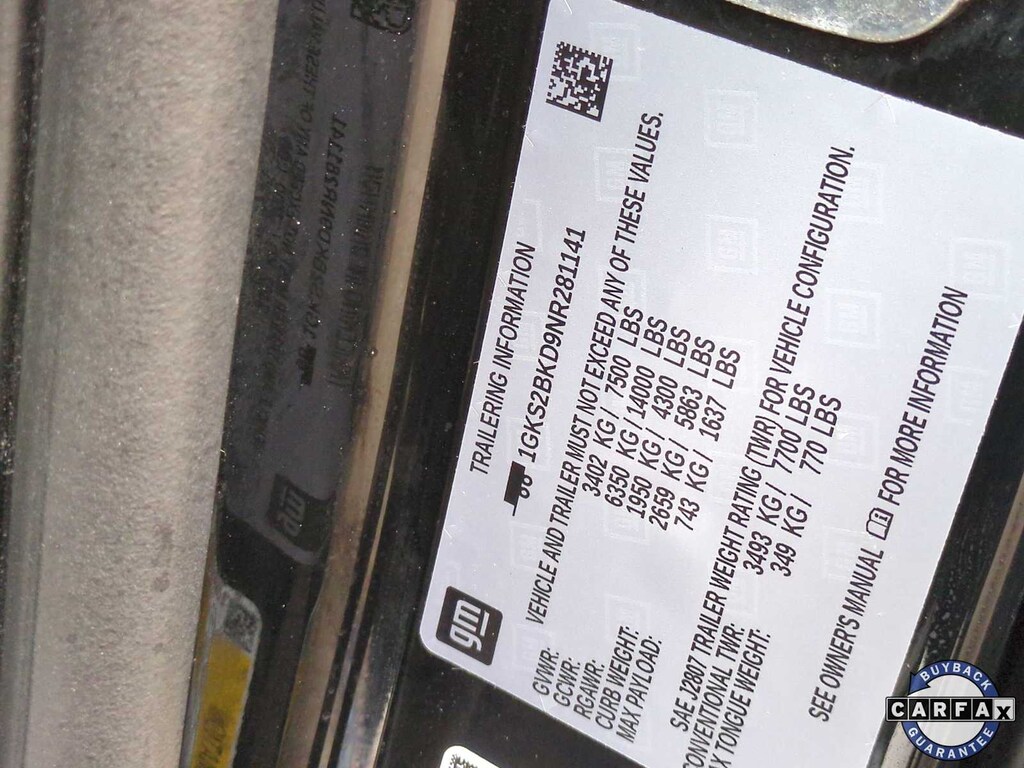 TRAILERING INFORMATION
1GKS2BKD9NR281141
gm
VEHICLE AND TRAILER MUST NOT EXCEED ANY OF THESE VALUES.
GVWR: 3402 KG / 7500 LBS
GCWR: 6350 KG / 14000 LBS
RGAWR: 1950 KG / 4300 LBS
CURB WEIGHT: 2659 KG / 5863 LBS
MAX PAYLOAD: 743 KG / 1637 LBS
SAE J2807 TRAILER WEIGHT RATING (TWR) FOR VEHICLE CONFIGURATION.
CONVENTIONAL TWR: 3493 KG / 7700 LBS
TONGUE WEIGHT: 349 KG / 770 LBS
SEE OWNER'S MANUAL FOR MORE INFORMATION
BUYBACK
CARFAX
GUARANTEE